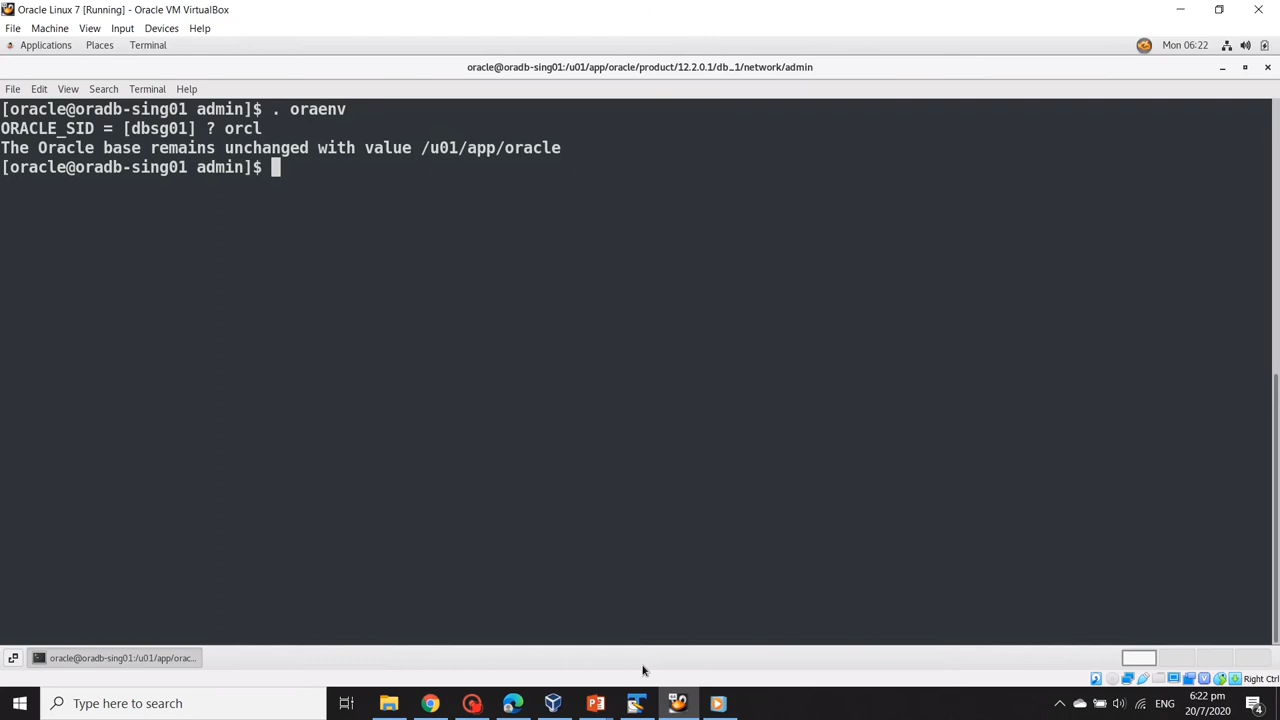 Oracle Linux 7 [Running] - Oracle VM VirtualBox
File Machine View Input Devices Help
Applications Places Terminal Mon 06:22
oracle@oradb-sing01:/u01/app/oracle/product/12.2.0.1/db_1/network/admin
File Edit View Search Terminal Help
[oracle@oradb-sing01 admin]$ . oraenv
ORACLE_SID = [dbsg01] ? orcl
The Oracle base remains unchanged with value /u01/app/oracle
[oracle@oradb-sing01 admin]$
oracle@oradb-sing01:/u01/app/orac...
Right Ctrl
Type here to search
ENG
6:22 pm
20/7/2020
4